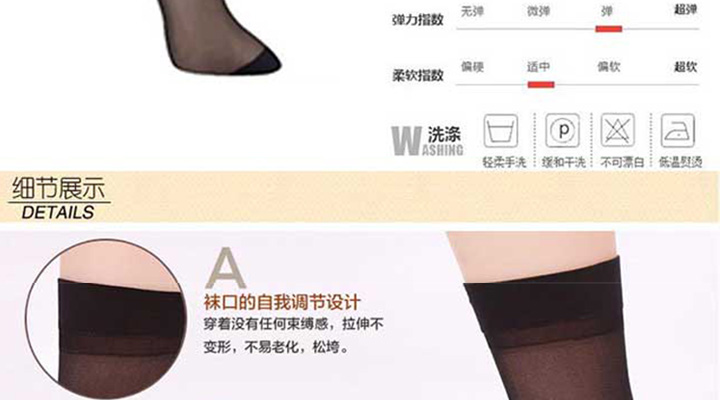 弹力指数 无弹 微弹 弹 超弹
柔软指数 偏硬 适中 偏软 超软
WASHING 洗涤
P
轻柔手洗 缓和干洗 不可漂白 低温熨烫
细节展示
DETAILS
A
袜口的自我调节设计
穿着没有任何束缚感，拉伸不
变形，不易老化，松垮。